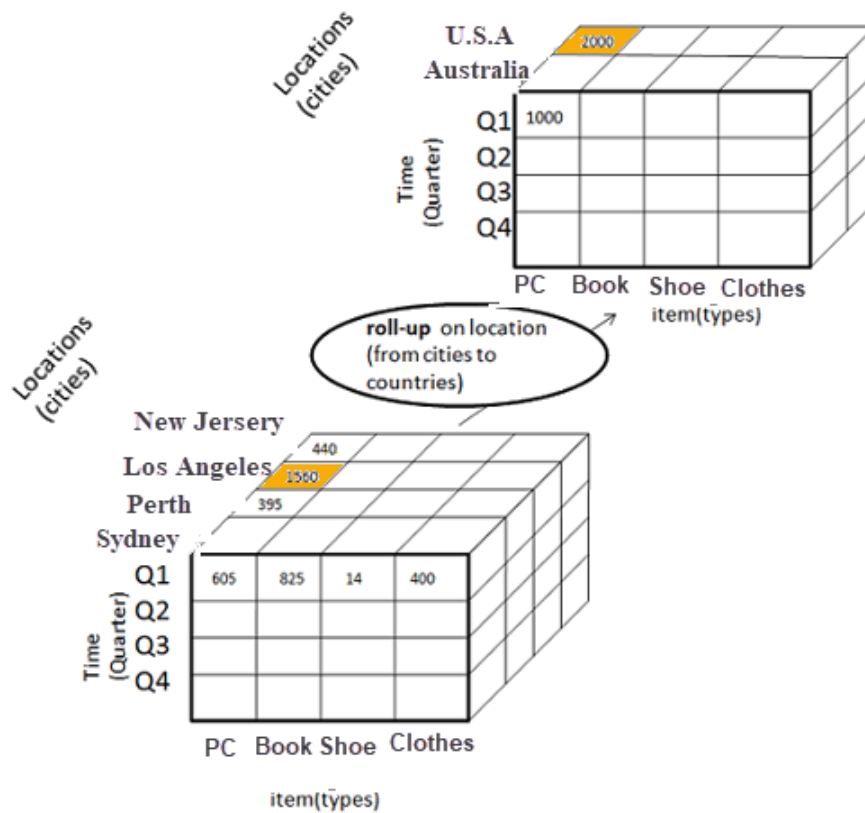 Locations
(cities)
U.S.A
Australia
2000
Time
(Quarter)
Q1
1000
Q2
Q3
Q4
PC Book Shoe Clothes
item(types)
roll-up on location
(from cities to
countries)
Locations
(cities)
New Jersery
440
Los Angeles
1560
Perth
395
Sydney
Time
(Quarter)
Q1
605 825 14 400
Q2
Q3
Q4
PC Book Shoe Clothes
item(types)